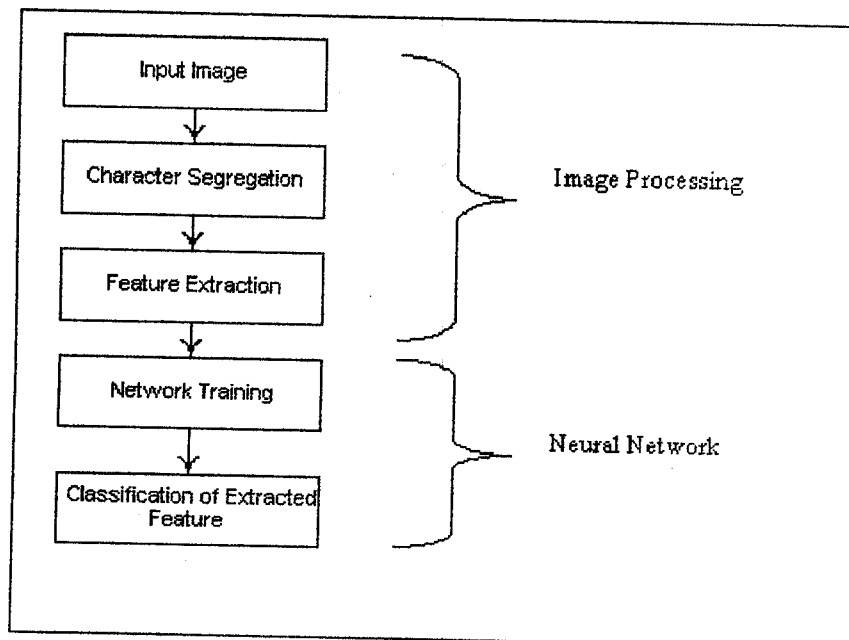 Input Image
Character Segregation
Image Processing
Feature Extraction
Network Training
Neural Network
Classification of Extracted
Feature